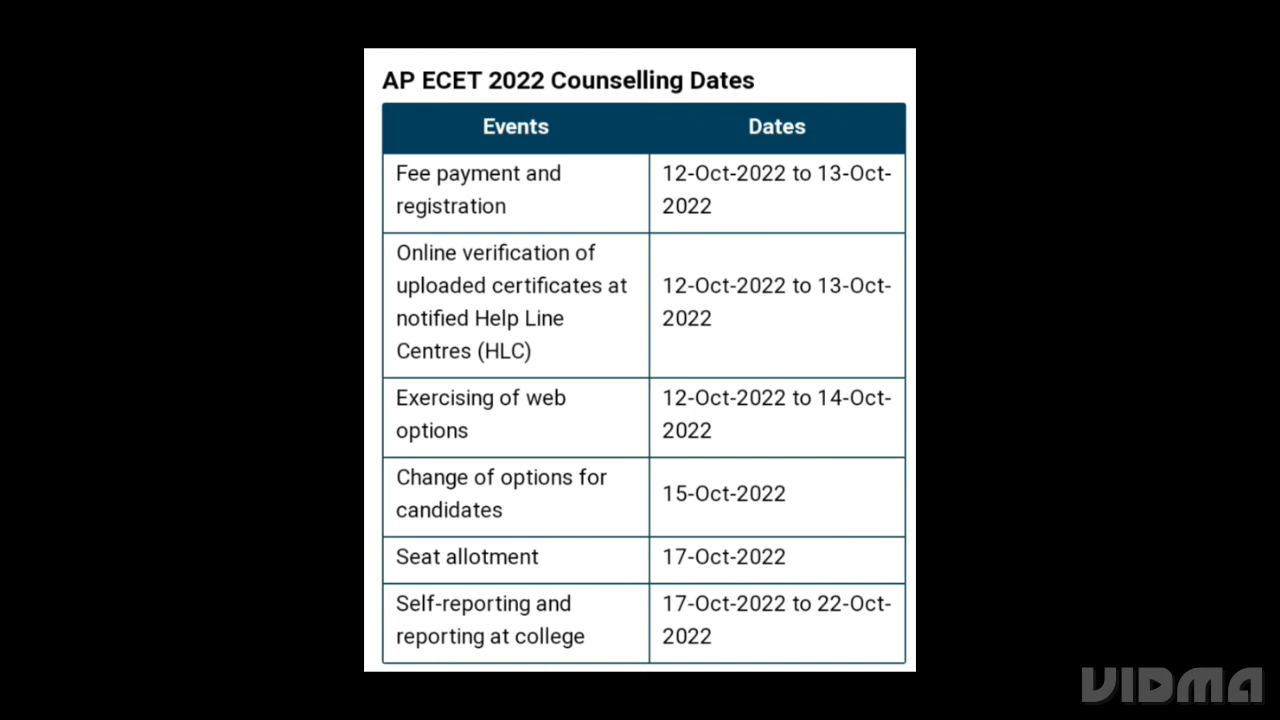 AP ECET 2022 Counselling Dates
Events Dates
Fee payment and
registration
12-Oct-2022 to 13-Oct-
2022
Online verification of
uploaded certificates at
notified Help Line
Centres (HLC)
12-Oct-2022 to 13-Oct-
2022
Exercising of web
options
12-Oct-2022 to 14-Oct-
2022
Change of options for
candidates
15-Oct-2022
Seat allotment
17-Oct-2022
Self-reporting and
reporting at college
17-Oct-2022 to 22-Oct-
2022
VIDMA